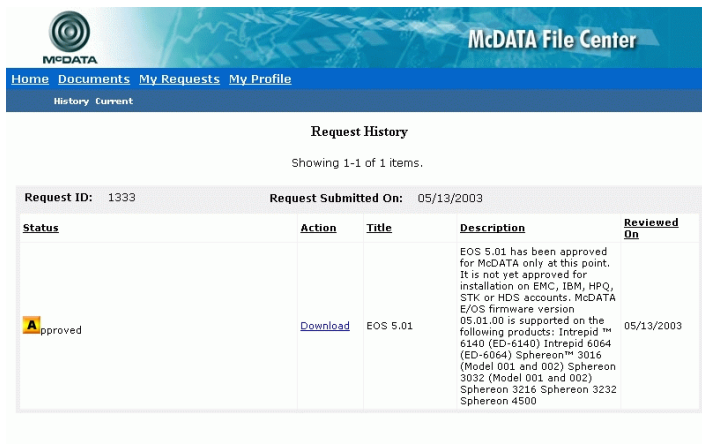 McDATA
McDATA File Center
Home Documents My Requests My Profile
History Current
Request History
Showing 1-1 of 1 items.
Request ID: 1333 Request Submitted On: 05/13/2003
Status Action Title Description Reviewed
On
Approved Download EOS 5.01
EOS 5.01 has been approved
for McDATA only at this point.
It is not yet approved for
installation on EMC, IBM, HPQ,
STK or HDS accounts. McDATA
E/OS firmware version
05.01.00 is supported on the
following products: Intrepid ™
6140 (ED-6140) Intrepid 6064
(ED-6064) Sphereon™ 3016
(Model 001 and 002) Sphereon
3032 (Model 001 and 002)
Sphereon 3216 Sphereon 3232
Sphereon 4500
05/13/2003